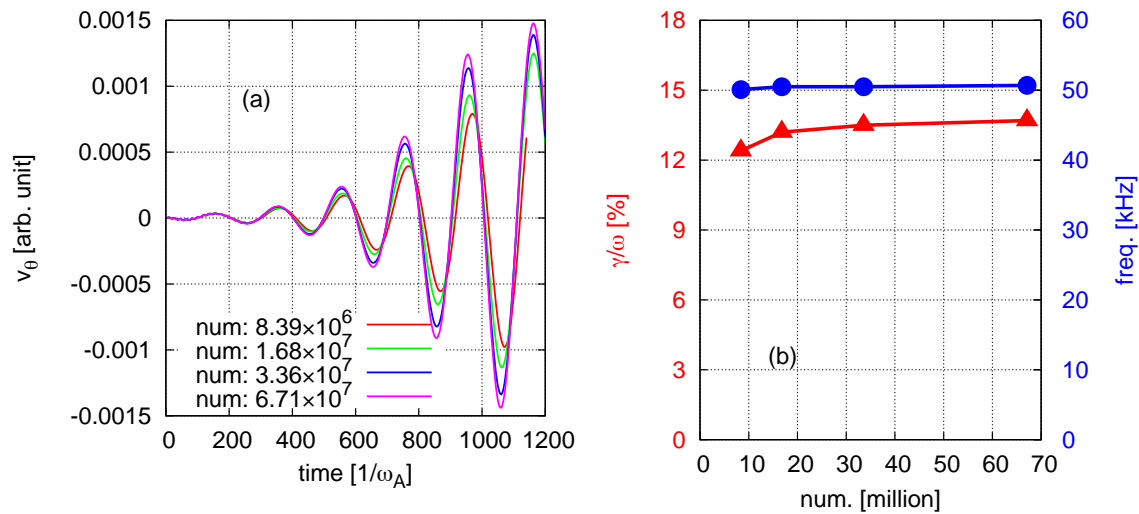 0.0015
0.001
0.0005
0
-0.0005
-0.001
-0.0015
v_θ [arb. unit]
(a)
num: 8.39×10^6
num: 1.68×10^7
num: 3.36×10^7
num: 6.71×10^7
0 200 400 600 800 1000 1200
time [1/ω_A]
18
15
12
9
6
3
0
γ/ω [%]
(b)
60
50
40
30
20
10
0
freq. [kHz]
0 10 20 30 40 50 60 70
num. [million]